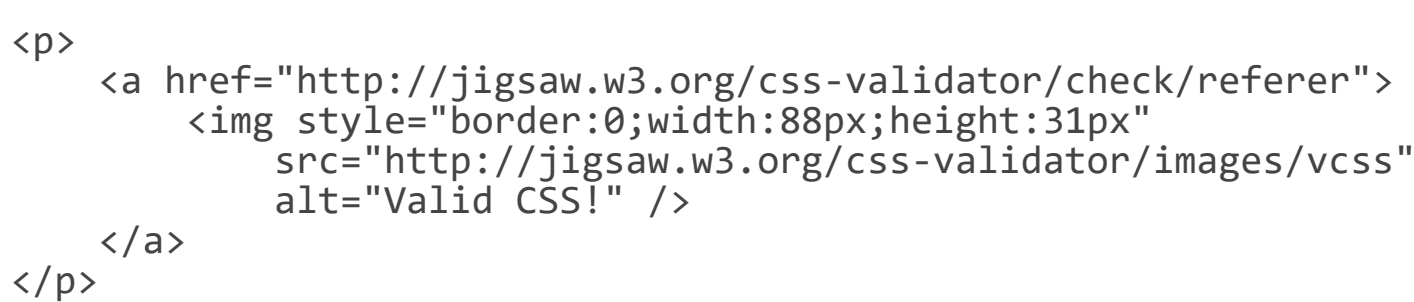 <p>
    <a href="http://jigsaw.w3.org/css-validator/check/referer">
        <img style="border:0;width:88px;height:31px"
            src="http://jigsaw.w3.org/css-validator/images/vcss"
            alt="Valid CSS!" />
    </a>
</p>